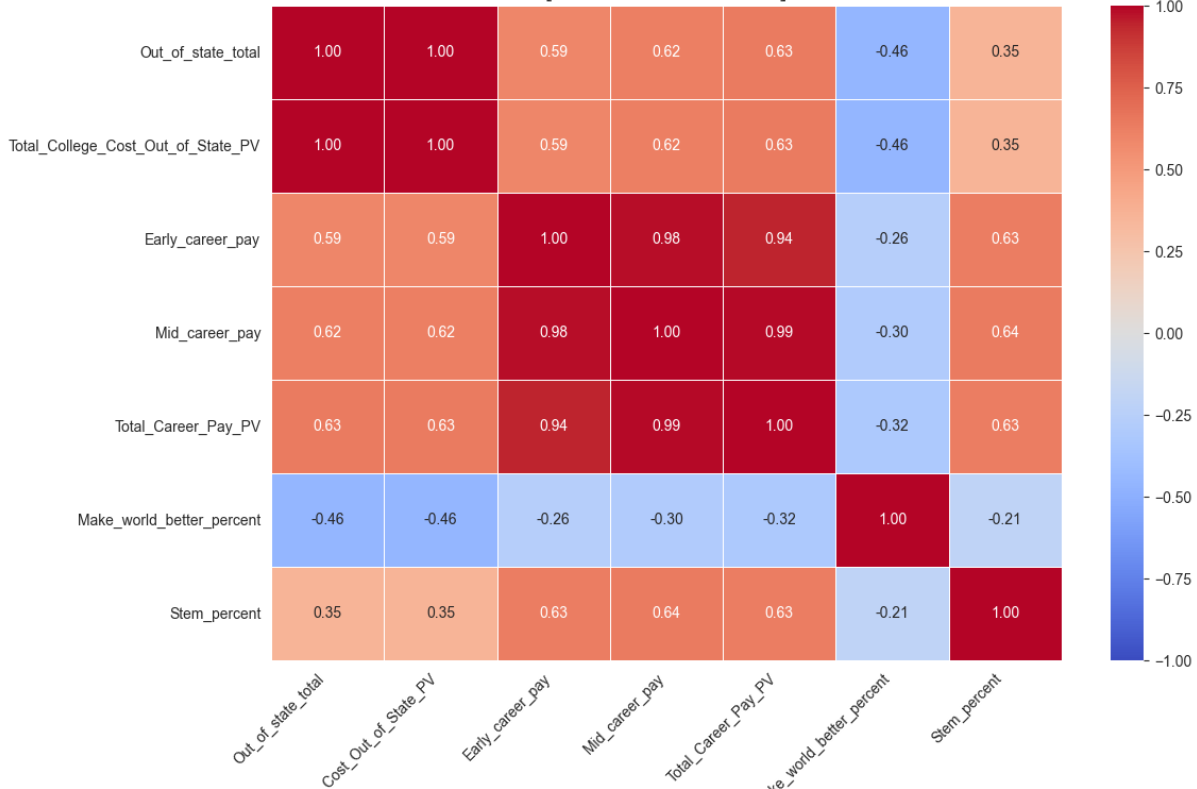 Out_of_state_total 1.00 1.00 0.59 0.62 0.63 -0.46 0.35
Total_College_Cost_Out_of_State_PV 1.00 1.00 0.59 0.62 0.63 -0.46 0.35
Early_career_pay 0.59 0.59 1.00 0.98 0.94 -0.26 0.63
Mid_career_pay 0.62 0.62 0.98 1.00 0.99 -0.30 0.64
Total_Career_Pay_PV 0.63 0.63 0.94 0.99 1.00 -0.32 0.63
Make_world_better_percent -0.46 -0.46 -0.26 -0.30 -0.32 1.00 -0.21
Stem_percent 0.35 0.35 0.63 0.64 0.63 -0.21 1.00
Out_of_state_total
Cost_Out_of_State_PV
Early_career_pay
Mid_career_pay
Total_Career_Pay_PV
ke_world_better_percent
Stem_percent
1.00
0.75
0.50
0.25
0.00
−0.25
−0.50
−0.75
−1.00